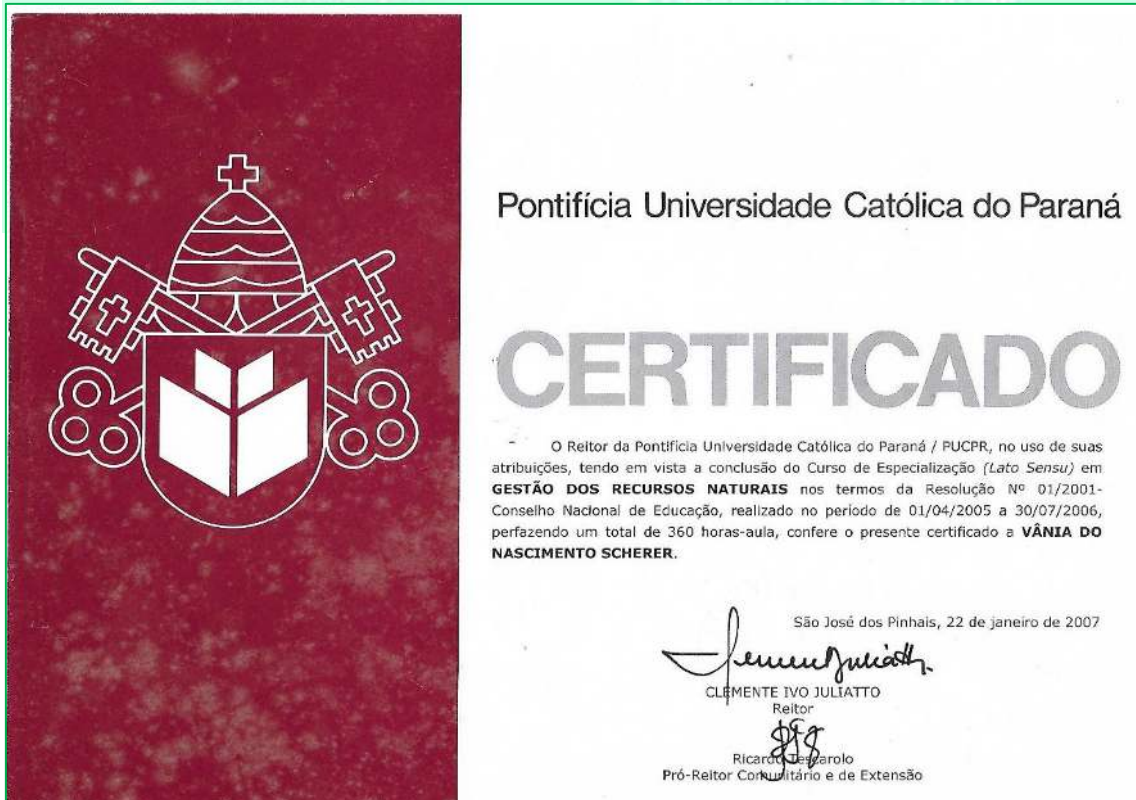 Pontifícia Universidade Católica do Paraná
CERTIFICADO
O Reitor da Pontifícia Universidade Católica do Paraná / PUCPR, no uso de suas
atribuições, tendo em vista a conclusão do Curso de Especialização (Lato Sensu) em
GESTÃO DOS RECURSOS NATURAIS nos termos da Resolução Nº 01/2001-
Conselho Nacional de Educação, realizado no período de 01/04/2005 a 30/07/2006,
perfazendo um total de 360 horas-aula, confere o presente certificado a VÂNIA DO
NASCIMENTO SCHERER.
São José dos Pinhais, 22 de janeiro de 2007
CLEMENTE IVO JULIATTO
Reitor
Ricardo Tescarolo
Pró-Reitor Comunitário e de Extensão